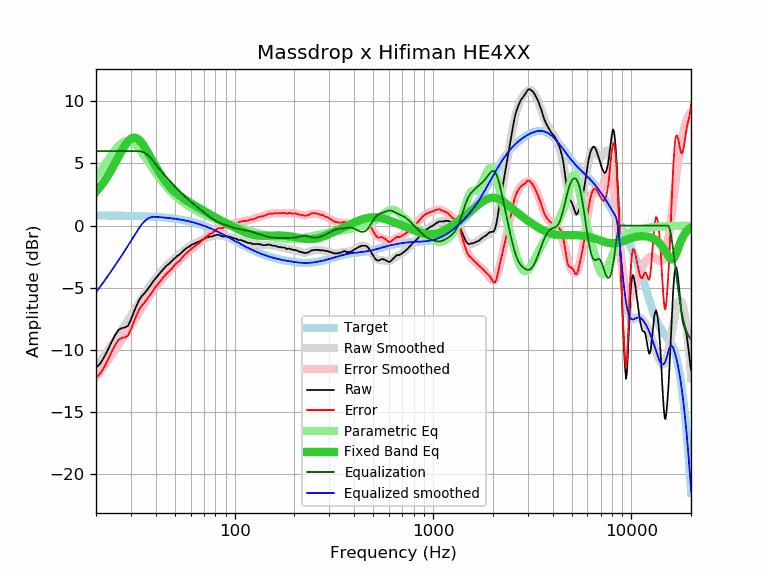 Massdrop x Hifiman HE4XX
Amplitude (dBr)
10
5
0
−5
−10
−15
−20
Target
Raw Smoothed
Error Smoothed
Raw
Error
Parametric Eq
Fixed Band Eq
Equalization
Equalized smoothed
100
1000
10000
Frequency (Hz)